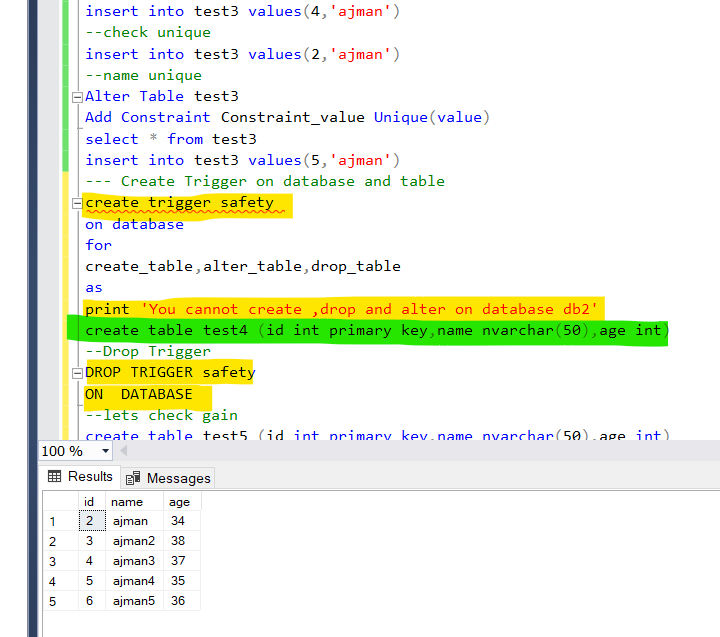 insert into test3 values(4,'ajman')
--check unique
insert into test3 values(2,'ajman')
--name unique
Alter Table test3
Add Constraint Constraint_value Unique(value)
select * from test3
insert into test3 values(5,'ajman')
--- Create Trigger on database and table
create trigger safety
on database
for
create_table,alter_table,drop_table
as
print 'You cannot create ,drop and alter on database db2'
create table test4 (id int primary key,name nvarchar(50),age int)
--Drop Trigger
DROP TRIGGER safety
ON  DATABASE
--lets check gain
create table test5 (id int primary key,name nvarchar(50),age int)
100 %
Results Messages
id name age
1 2 ajman 34
2 3 ajman2 38
3 4 ajman3 37
4 5 ajman4 35
5 6 ajman5 36